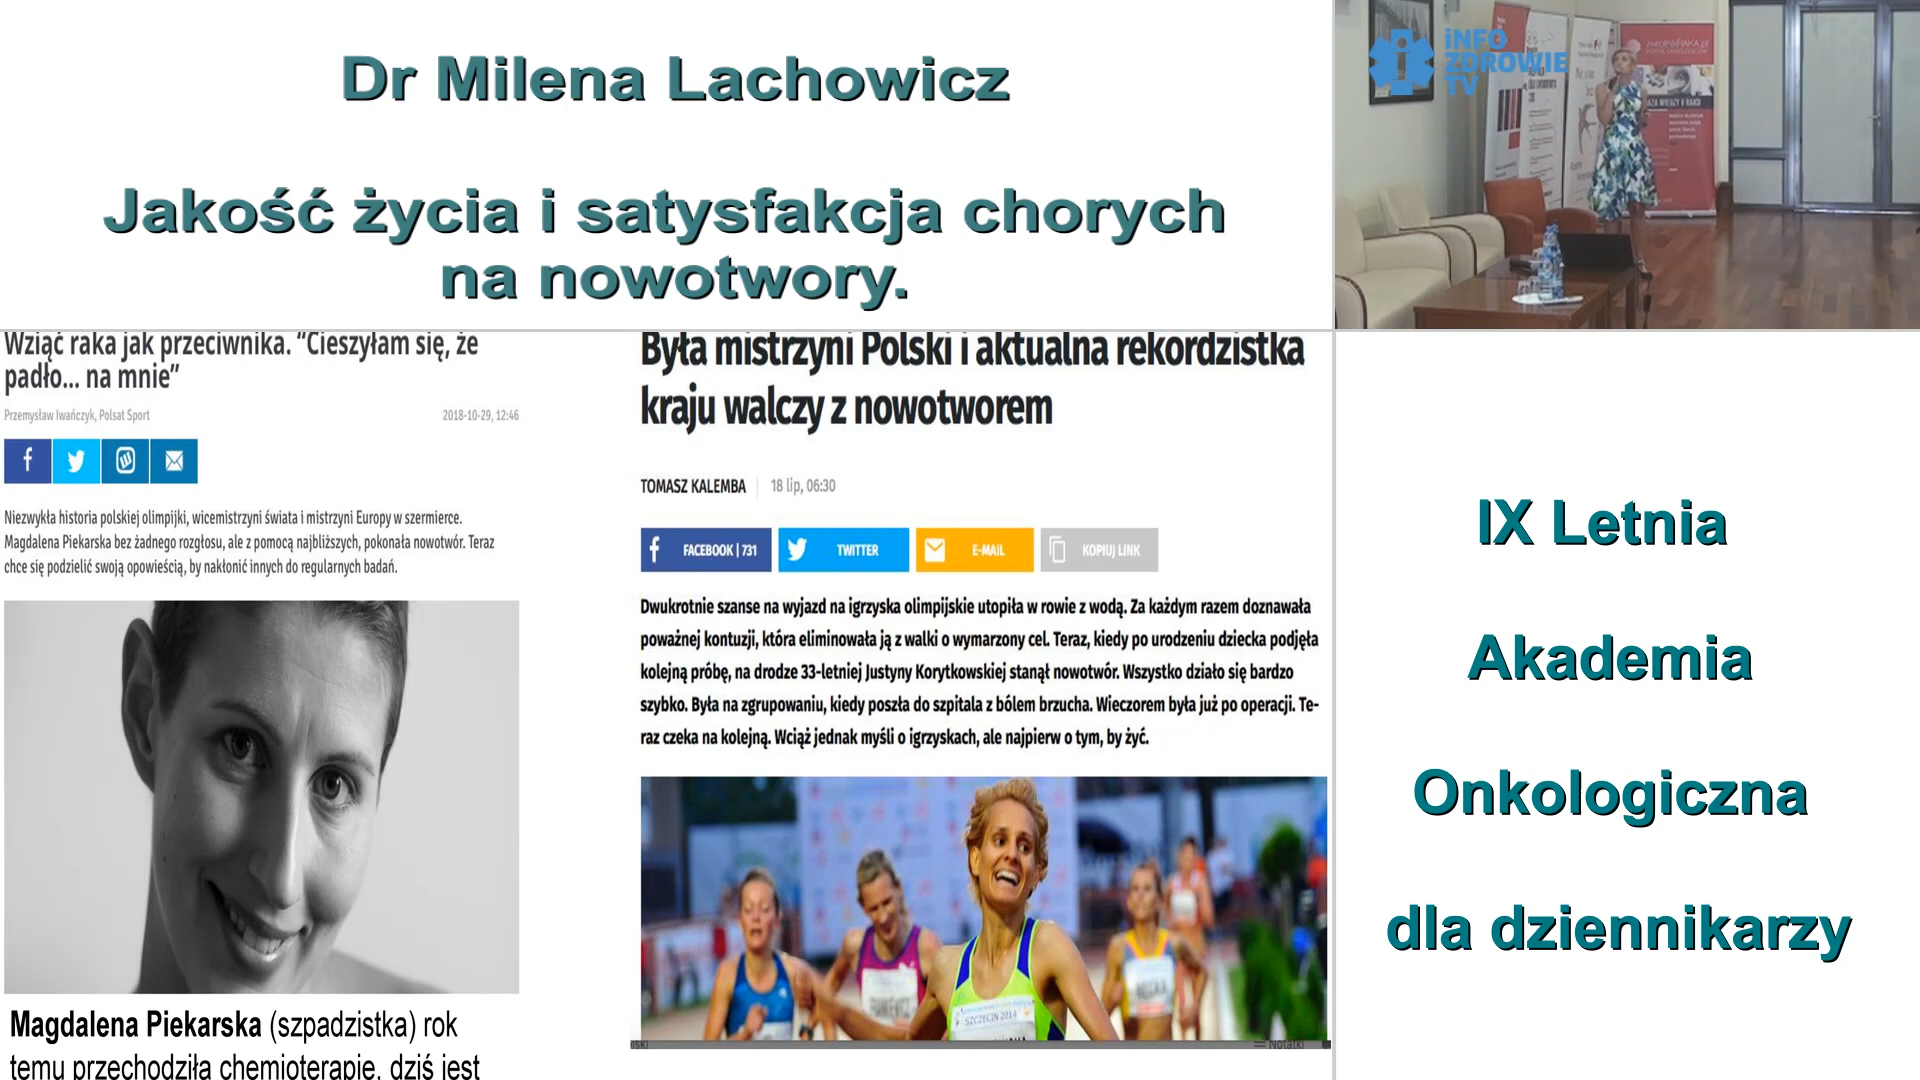 Dr Milena Lachowicz
Jakość życia i satysfakcja chorych
na nowotwory.
iNFO
ZDROWIE
TV
zwrotnikRAKA.pl
BAZA WIEDZY O RAKU
Wziąć raka jak przeciwnika. “Cieszyłam się, że
padło... na mnie”
Przemysław Iwańczyk, Polsat Sport
2018-10-29, 12:46
Niezwykła historia polskiej olimpijki, wicemistrzyni świata i mistrzyni Europy w szermierce.
Magdalena Piekarska bez żadnego rozgłosu, ale z pomocą najbliższych, pokonała nowotwór. Teraz
chce się podzielić swoją opowieścią, by nakłonić innych do regularnych badań.
Magdalena Piekarska (szpadzistka) rok
temu przechodziła chemioterapię, dziś jest
Była mistrzyni Polski i aktualna rekordzistka
kraju walczy z nowotworem
TOMASZ KALEMBA
18 lip, 06:30
FACEBOOK | 731
TWITTER
E-MAIL
KOPIUJ LINK
Dwukrotnie szanse na wyjazd na igrzyska olimpijskie utopiła w rowie z wodą. Za każdym razem doznawała
poważnej kontuzji, która eliminowała ją z walki o wymarzony cel. Teraz, kiedy po urodzeniu dziecka podjęła
kolejną próbę, na drodze 33-letniej Justyny Korytkowskiej stanął nowotwór. Wszystko działo się bardzo
szybko. Była na zgrupowaniu, kiedy poszła do szpitala z bólem brzucha. Wieczorem była już po operacji. Te-
raz czeka na kolejną. Wciąż jednak myśli o igrzyskach, ale najpierw o tym, by żyć.
SZCZECIN 2014
Notatki
IX Letnia
Akademia
Onkologiczna
dla dziennikarzy